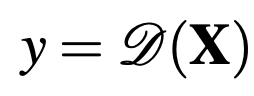 y = 𝒟(𝐗)